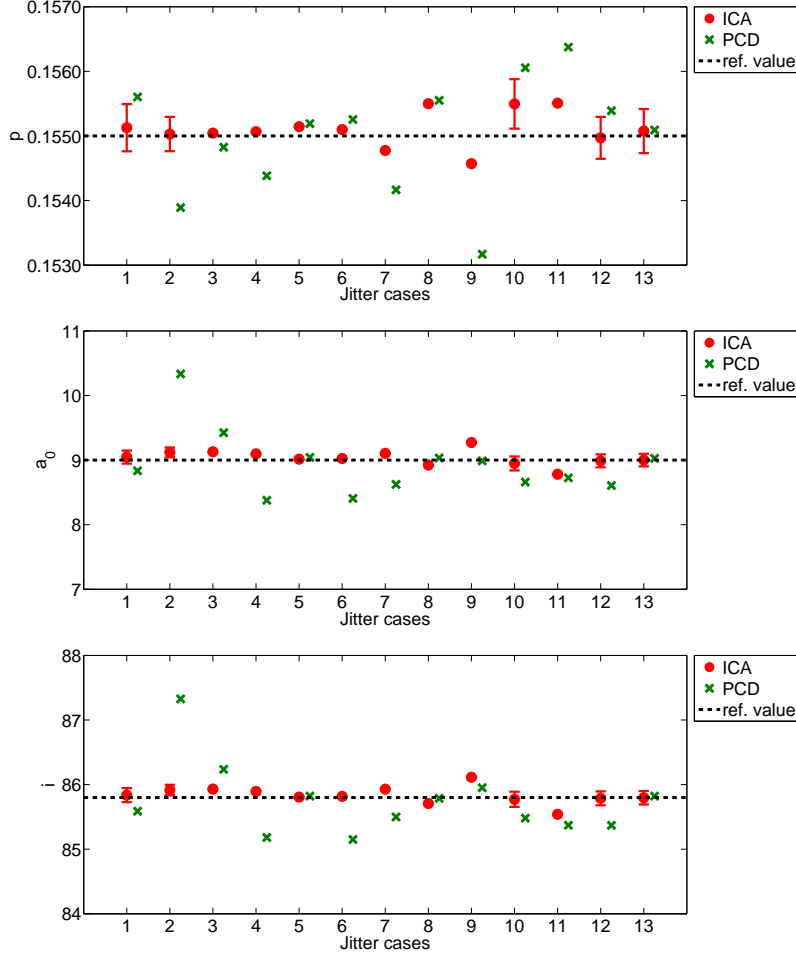 0.1570
0.1560
0.1550
0.1540
0.1530
p
1 2 3 4 5 6 7 8 9 10 11 12 13
Jitter cases
ICA
PCD
ref. value
11
10
9
8
7
a0
1 2 3 4 5 6 7 8 9 10 11 12 13
Jitter cases
ICA
PCD
ref. value
88
87
86
85
84
i
1 2 3 4 5 6 7 8 9 10 11 12 13
Jitter cases
ICA
PCD
ref. value